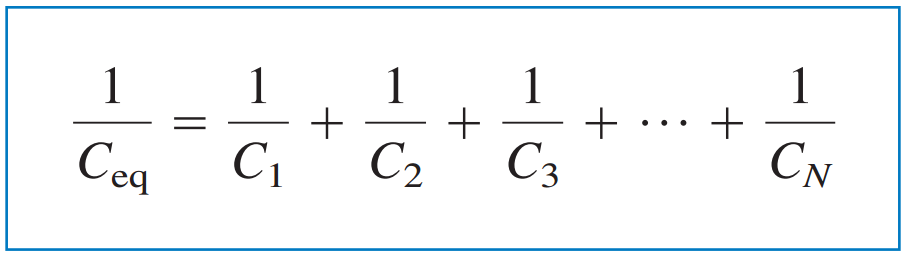 1/C_eq = 1/C_1 + 1/C_2 + 1/C_3 + ⋯ + 1/C_N